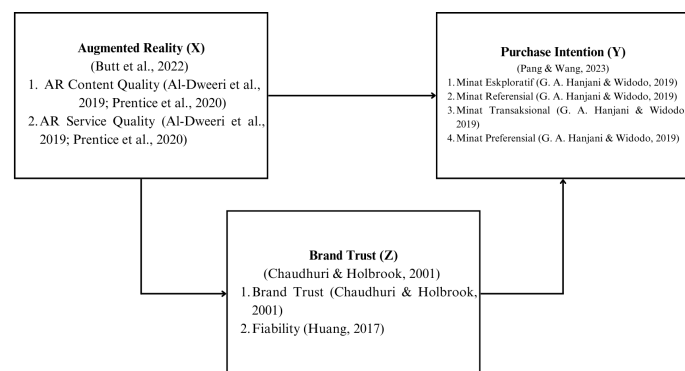 Augmented Reality (X)
(Butt et al., 2022)
1. AR Content Quality (Al-Dweeri et al.,
2019; Prentice et al., 2020)
2. AR Service Quality (Al-Dweeri et al.,
2019; Prentice et al., 2020)
Purchase Intention (Y)
(Pang & Wang, 2023)
1. Minat Eskploratif (G. A. Hanjani & Widodo, 2019)
2. Minat Referensial (G. A. Hanjani & Widodo, 2019)
3. Minat Transaksional (G. A. Hanjani & Widodo
2019)
4. Minat Preferensial (G. A. Hanjani & Widodo, 2019)
Brand Trust (Z)
(Chaudhuri & Holbrook, 2001)
1. Brand Trust (Chaudhuri & Holbrook,
2001)
2. Fiability (Huang, 2017)